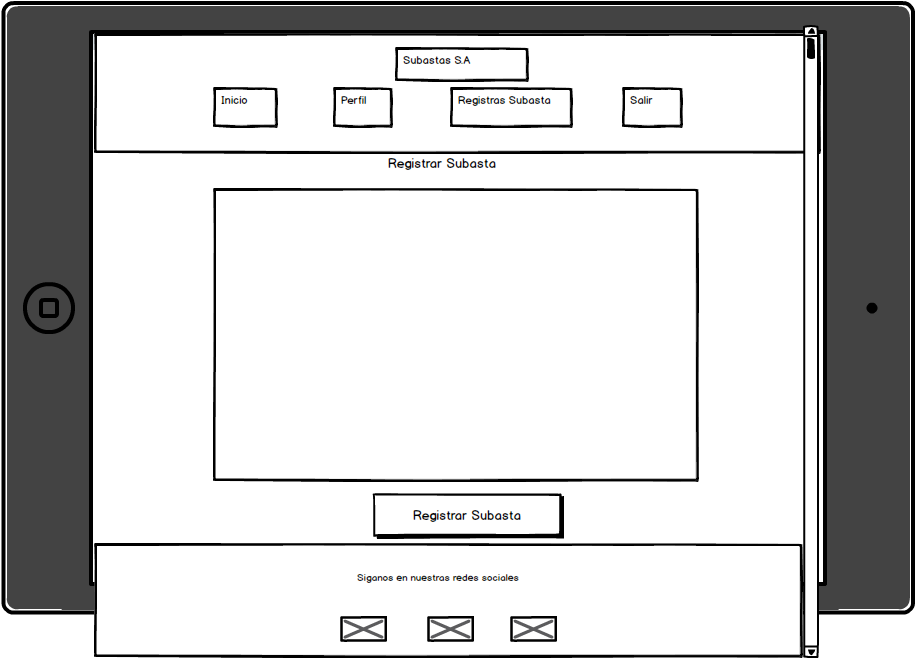 Subastas S.A
Inicio
Perfil
Registras Subasta
Salir
Registrar Subasta
Registrar Subasta
Siganos en nuestras redes sociales